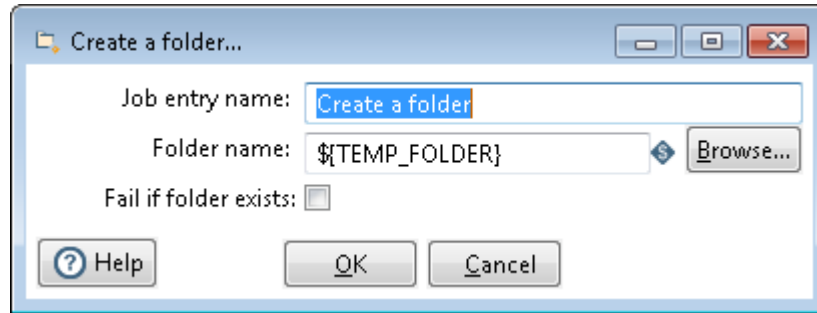 Create a folder...
Job entry name: Create a folder
Folder name: ${TEMP_FOLDER} Browse...
Fail if folder exists:
Help OK Cancel